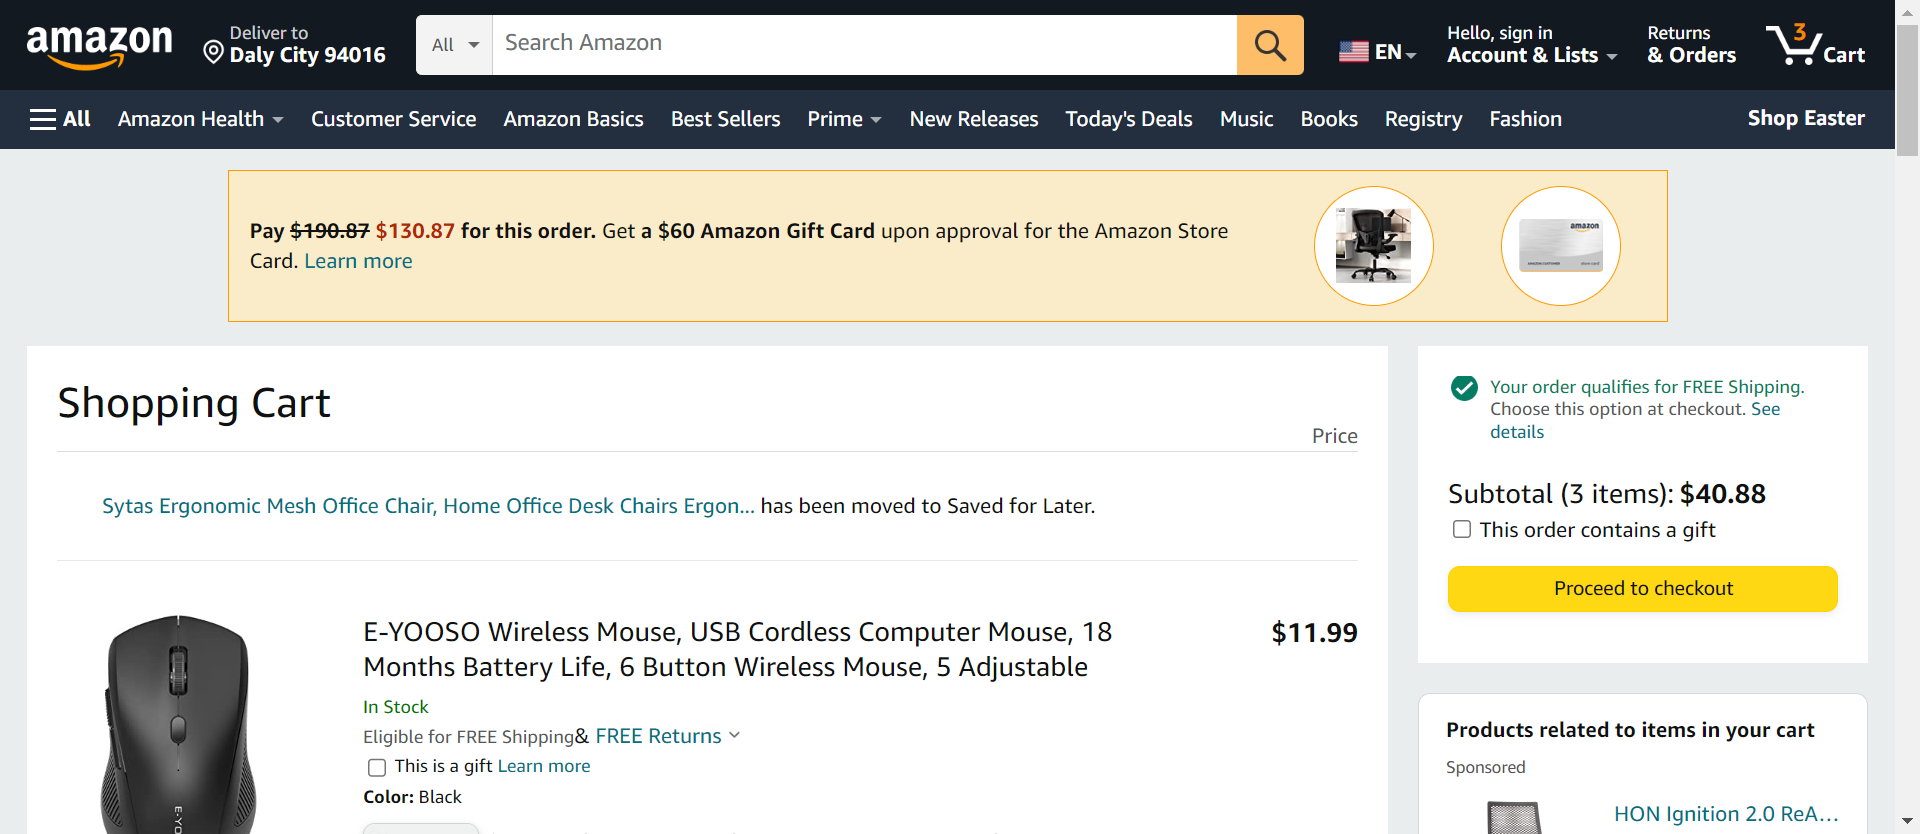 amazon
Deliver to
Daly City 94016
All
Search Amazon
EN
Hello, sign in
Account & Lists
Returns
& Orders
3
Cart
All
Amazon Health
Customer Service
Amazon Basics
Best Sellers
Prime
New Releases
Today's Deals
Music
Books
Registry
Fashion
Shop Easter
Pay $190.87 $130.87 for this order. Get a $60 Amazon Gift Card upon approval for the Amazon Store
Card. Learn more
amazon
Shopping Cart
Price
Sytas Ergonomic Mesh Office Chair, Home Office Desk Chairs Ergon... has been moved to Saved for Later.
E-YOOSO Wireless Mouse, USB Cordless Computer Mouse, 18
Months Battery Life, 6 Button Wireless Mouse, 5 Adjustable
$11.99
In Stock
Eligible for FREE Shipping& FREE Returns
This is a gift Learn more
Color: Black
E-YO
Your order qualifies for FREE Shipping.
Choose this option at checkout. See
details
Subtotal (3 items): $40.88
This order contains a gift
Proceed to checkout
Products related to items in your cart
Sponsored
HON Ignition 2.0 ReA...